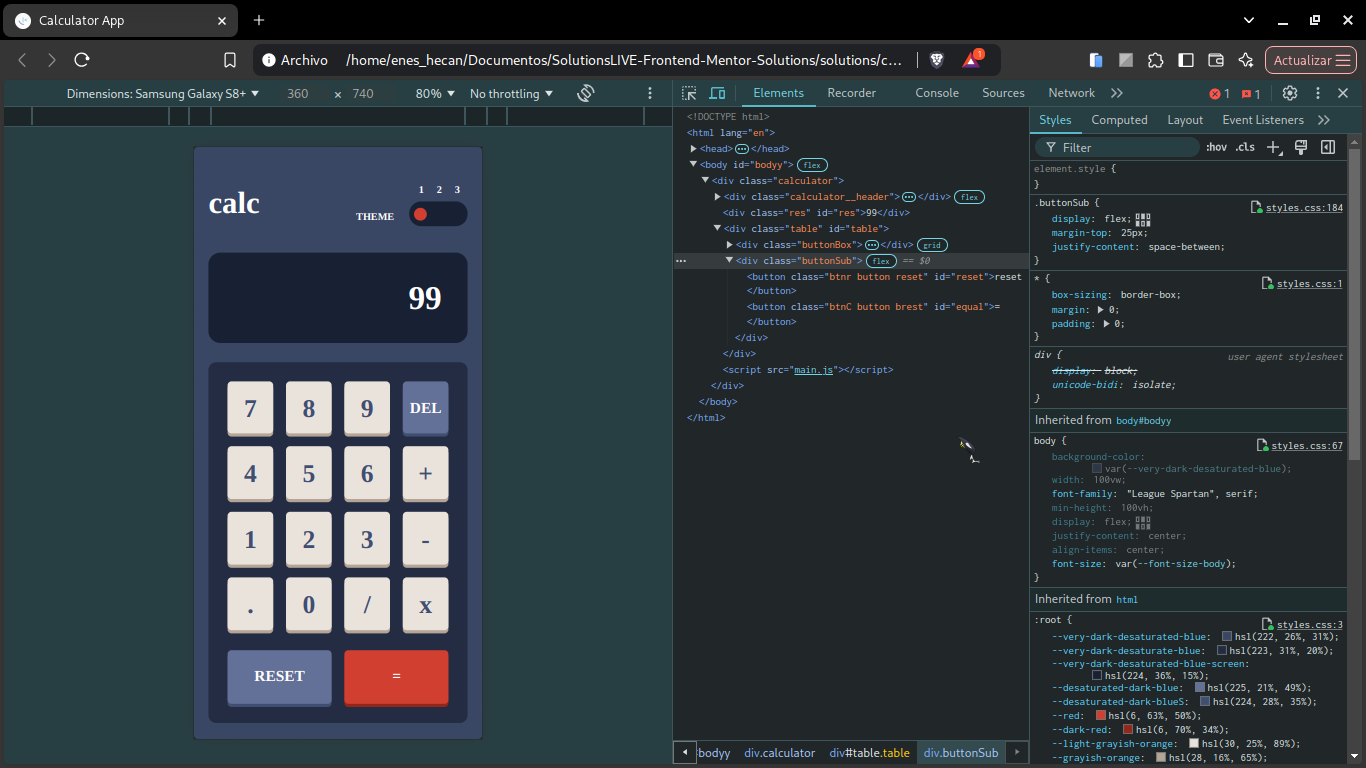 Calculator App
Archivo /home/enes_hecan/Documentos/SolutionsLIVE-Frontend-Mentor-Solutions/solutions/c… 1 Actualizar
Dimensions: Samsung Galaxy S8+ 360 × 740 80% No throttling
Elements Recorder Console Sources Network 1 1
calc
1 2 3
THEME
99
7 8 9 DEL
4 5 6 +
1 2 3 -
. 0 / x
RESET =
<!DOCTYPE html>
<html lang="en">
<head> </head>
<body id="bodyy"> flex
<div class="calculator">
<div class="calculator__header"> </div> flex
<div class="res" id="res">99</div>
<div class="table" id="table">
<div class="buttonBox"> </div> grid
<div class="buttonSub"> flex == $0
<button class="btnr button reset" id="reset">reset
</button>
<button class="btnC button brest" id="equal">=
</button>
</div>
</div>
<script src="main.js"></script>
</div>
</body>
</html>
bodyy div.calculator div#table.table div.buttonSub
Styles Computed Layout Event Listeners
Filter :hov .cls
element.style {
}
.buttonSub { styles.css:184
display: flex;
margin-top: 25px;
justify-content: space-between;
}
* { styles.css:1
box-sizing: border-box;
margin: 0;
padding: 0;
}
div { user agent stylesheet
display: block;
unicode-bidi: isolate;
}
Inherited from body#bodyy
body { styles.css:67
background-color:
var(--very-dark-desaturated-blue);
width: 100vw;
font-family: "League Spartan", serif;
min-height: 100vh;
display: flex;
justify-content: center;
align-items: center;
font-size: var(--font-size-body);
}
Inherited from html
:root { styles.css:3
--very-dark-desaturated-blue: hsl(222, 26%, 31%);
--very-dark-desaturate-blue: hsl(223, 31%, 20%);
--very-dark-desaturated-blue-screen:
hsl(224, 36%, 15%);
--desaturated-dark-blue: hsl(225, 21%, 49%);
--desaturated-dark-blueS: hsl(224, 28%, 35%);
--red: hsl(6, 63%, 50%);
--dark-red: hsl(6, 70%, 34%);
--light-grayish-orange: hsl(30, 25%, 89%);
--grayish-orange: hsl(28, 16%, 65%);